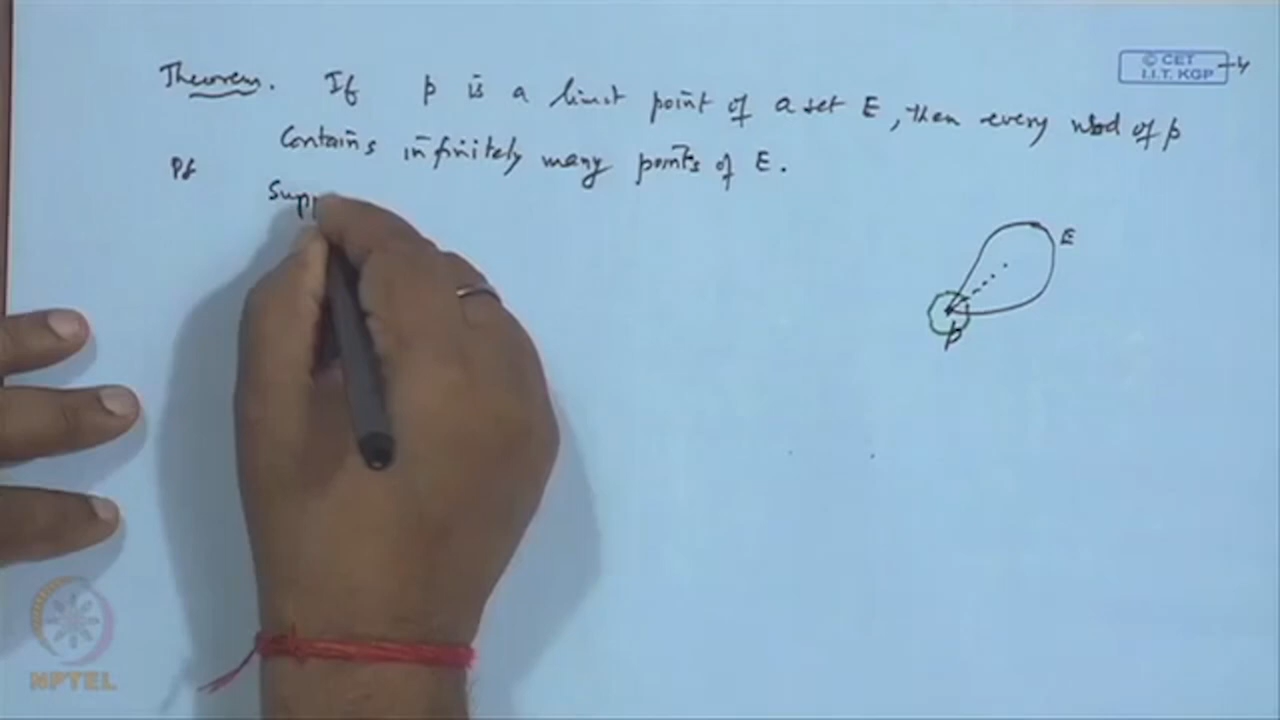 © CET
I.I.T. KGP
Theorem. If p is a limit point of a set E, then every nbd of p
Contains infinitely many points of E.
Pf
Supp
E
p
NPTEL